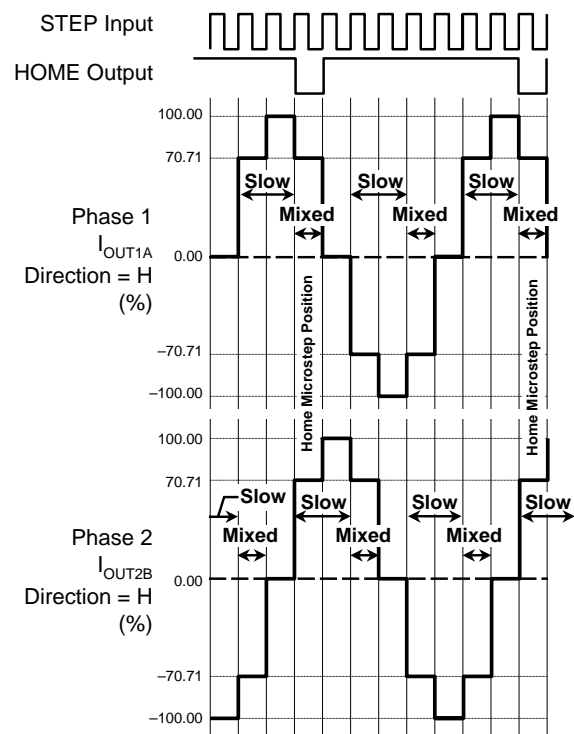 STEP Input
HOME Output
100.00
70.71
Slow
Slow
Slow
Mixed
Mixed
Mixed
Phase 1
IOUT1A
Direction = H
(%)
0.00
Home Microstep Position
Home Microstep Position
–70.71
–100.00
100.00
70.71
Slow
Slow
Slow
Slow
Mixed
Mixed
Mixed
Phase 2
IOUT2B
Direction = H
(%)
0.00
–70.71
–100.00